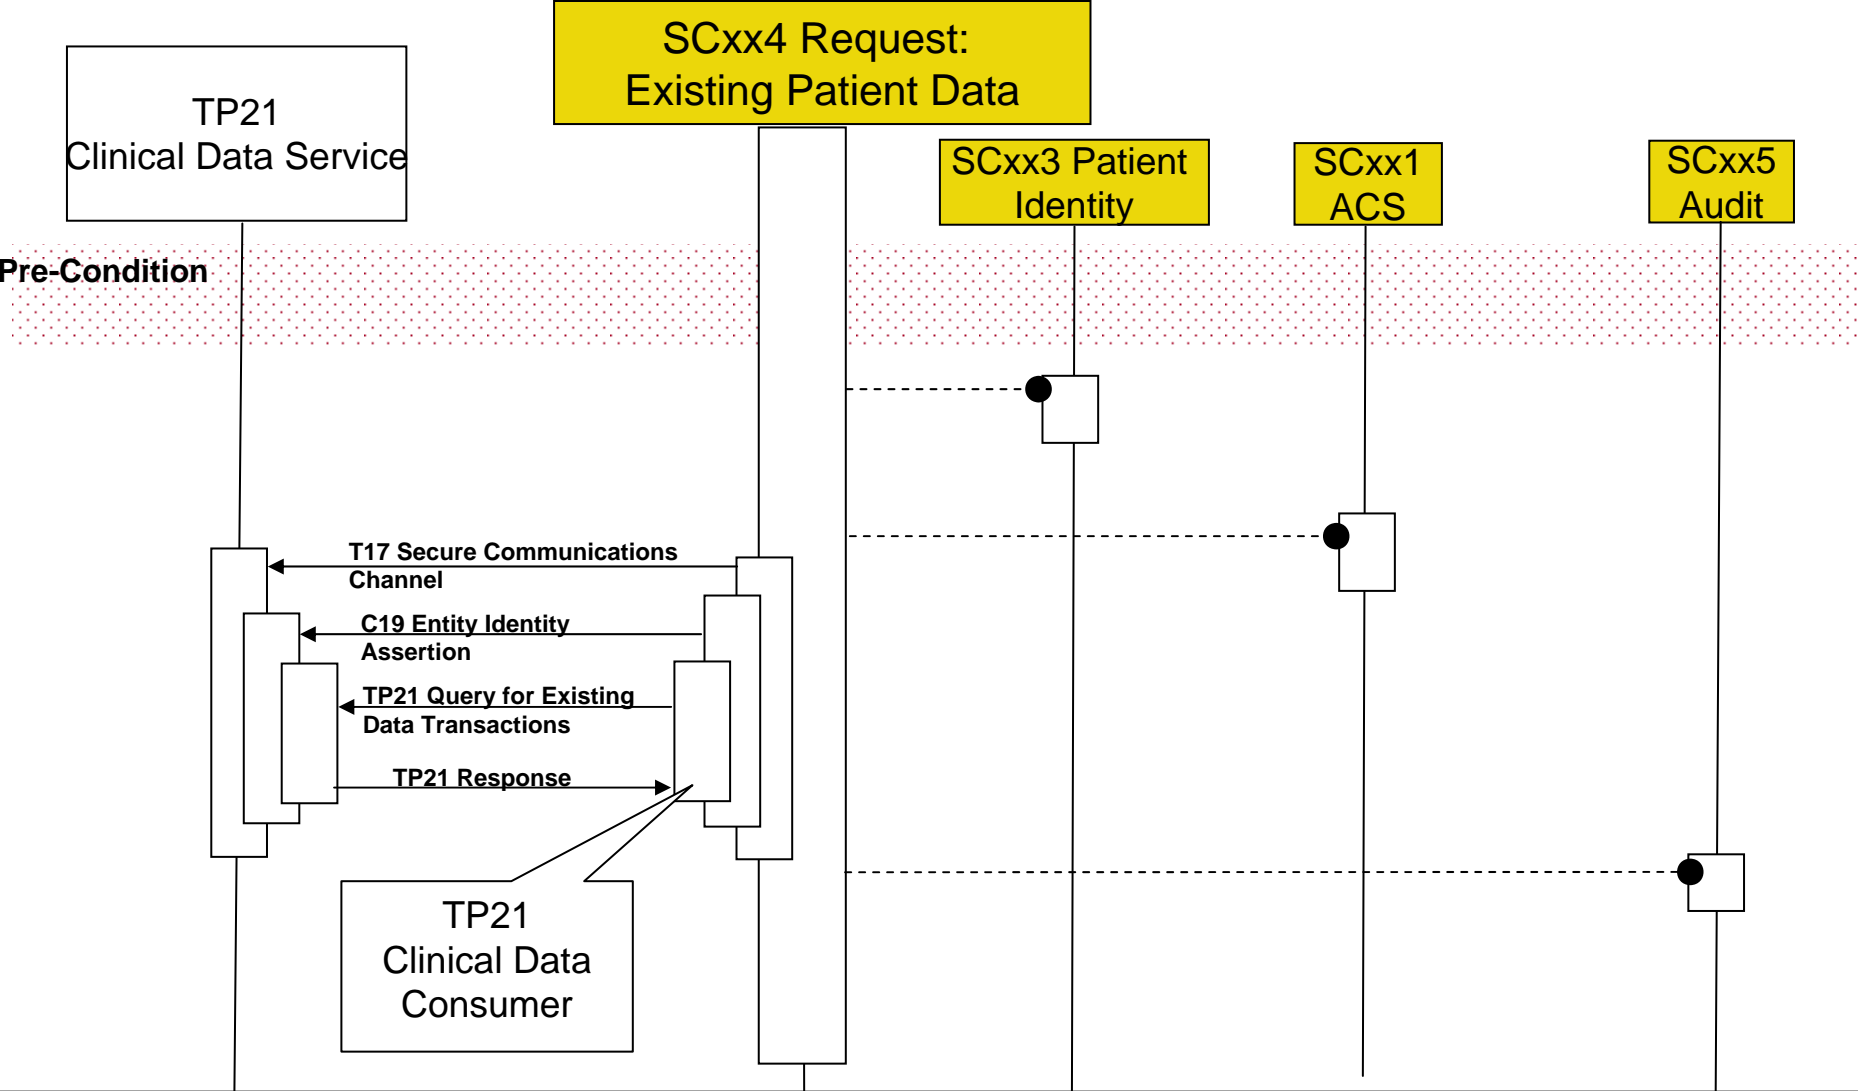 SCxx4 Request:
Existing Patient Data
TP21
Clinical Data Service
SCxx3 Patient
Identity
SCxx1
ACS
SCxx5
Audit
Pre-Condition
T17 Secure Communications
Channel
C19 Entity Identity
Assertion
TP21 Query for Existing
Data Transactions
TP21 Response
TP21
Clinical Data
Consumer